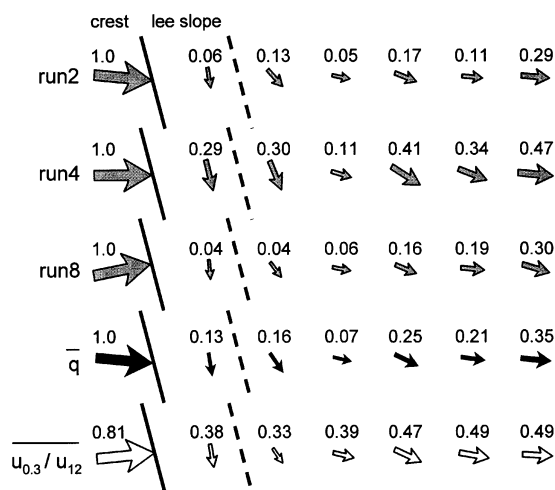 crest lee slope
1.0 0.06 0.13 0.05 0.17 0.11 0.29
run2
1.0 0.29 0.30 0.11 0.41 0.34 0.47
run4
1.0 0.04 0.04 0.06 0.16 0.19 0.30
run8
1.0 0.13 0.16 0.07 0.25 0.21 0.35
q̅
0.81 0.38 0.33 0.39 0.47 0.49 0.49
u0.3 / u12